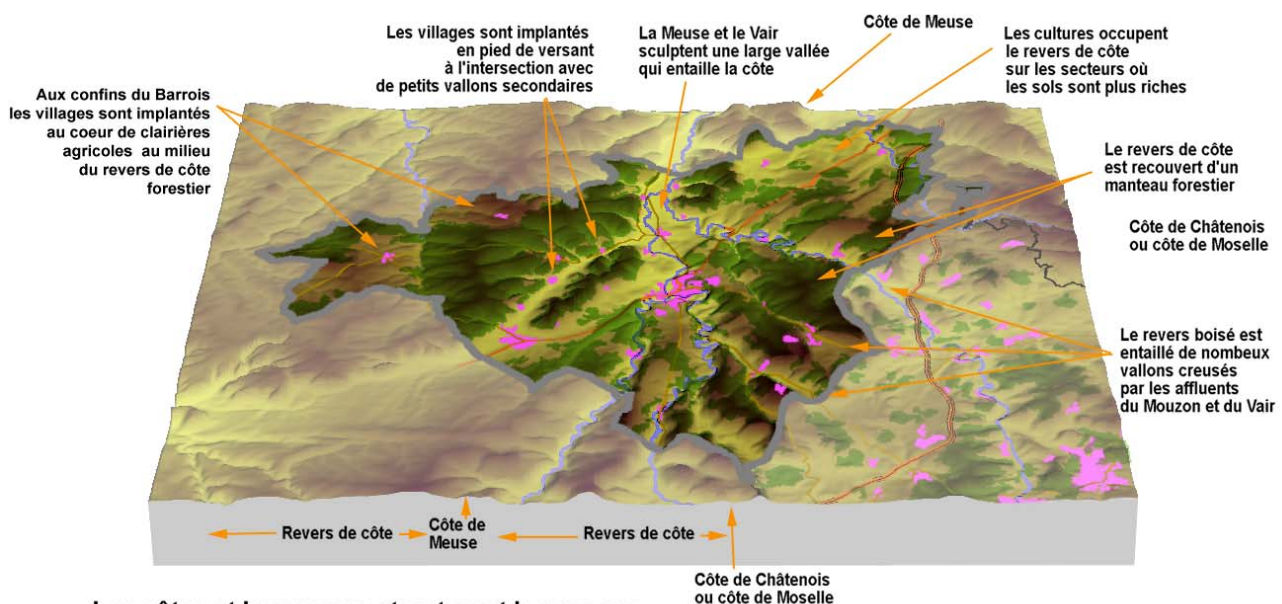 Les villages sont implantés
en pied de versant
à l'intersection avec
de petits vallons secondaires
La Meuse et le Vair
sculptent une large vallée
qui entaille la côte
Côte de Meuse
Les cultures occupent
le revers de côte
sur les secteurs où
les sols sont plus riches
Aux confins du Barrois
les villages sont implantés
au coeur de clairières
agricoles au milieu
du revers de côte
forestier
Le revers de côte
est recouvert d'un
manteau forestier
Côte de Châtenois
ou côte de Moselle
Le revers boisé est
entaillé de nombeux
vallons creusés
par les affluents
du Mouzon et du Vair
Revers de côte
Côte de
Meuse
Revers de côte
Côte de Châtenois
ou côte de Moselle